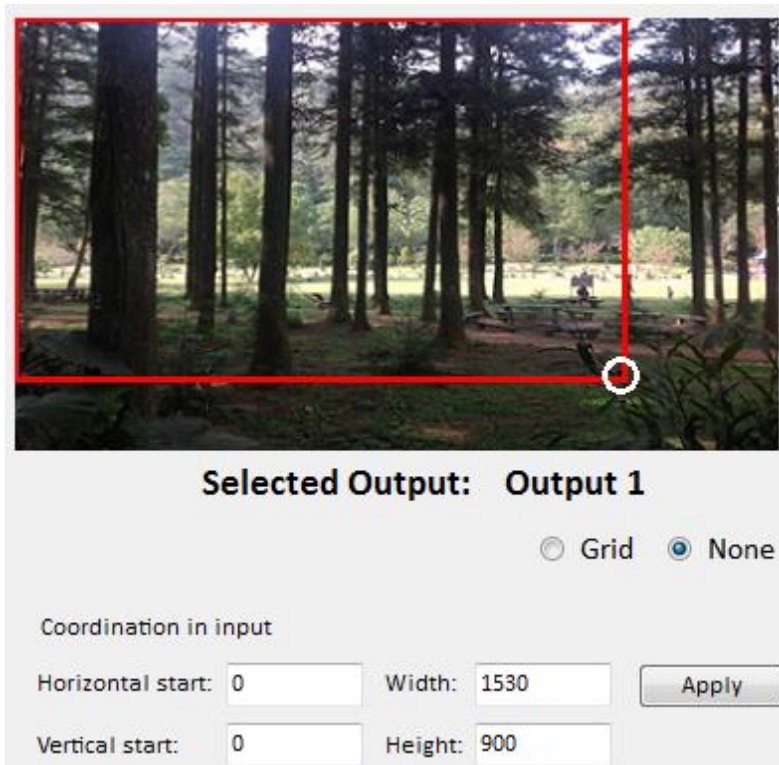 Selected Output: Output 1
Grid None
Coordination in input
Horizontal start: 0 Width: 1530 Apply
Vertical start: 0 Height: 900